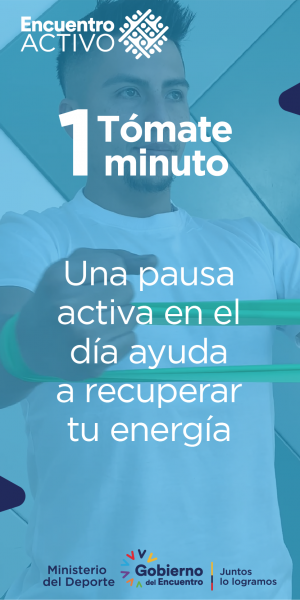 Encuentro
ACTIVO
1 Tómate
minuto
Una pausa
activa en el
día ayuda
a recuperar
tu energía
Ministerio
del Deporte
Gobierno
del Encuentro
Juntos
lo logramos